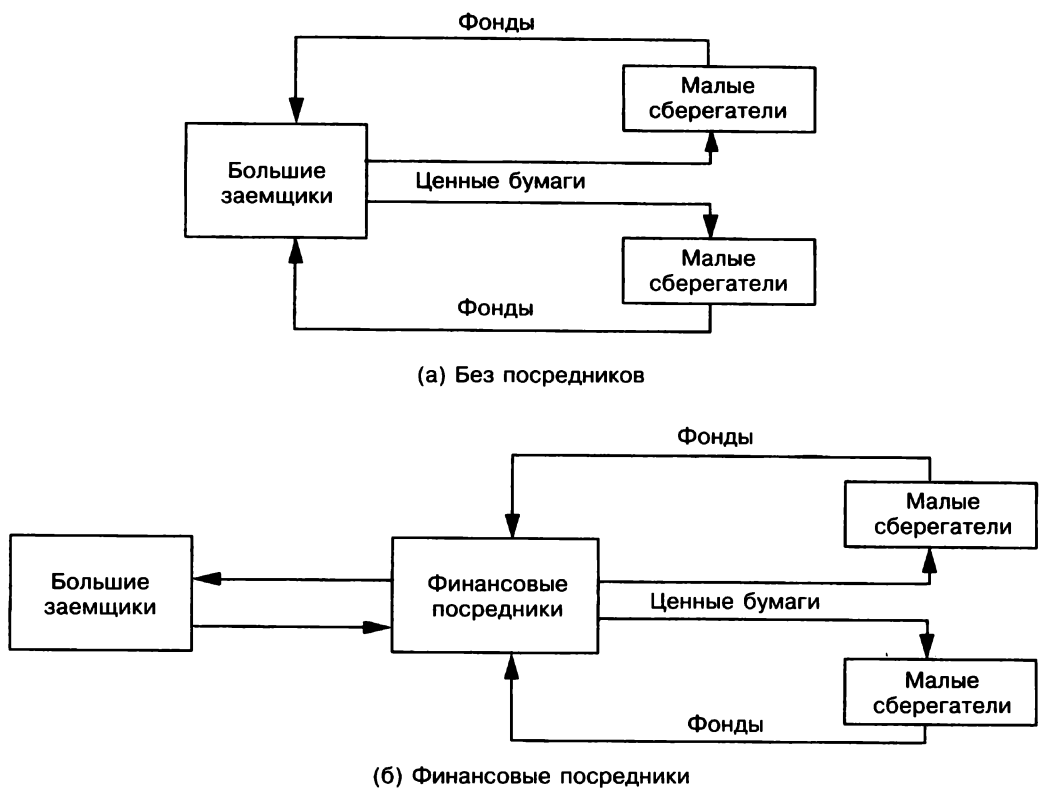 Фонды
Малые
сберегатели
Большие
заемщики
Ценные бумаги
Малые
сберегатели
Фонды
(а) Без посредников
Фонды
Малые
сберегатели
Большие
заемщики
Финансовые
посредники
Ценные бумаги
Малые
сберегатели
Фонды
(б) Финансовые посредники